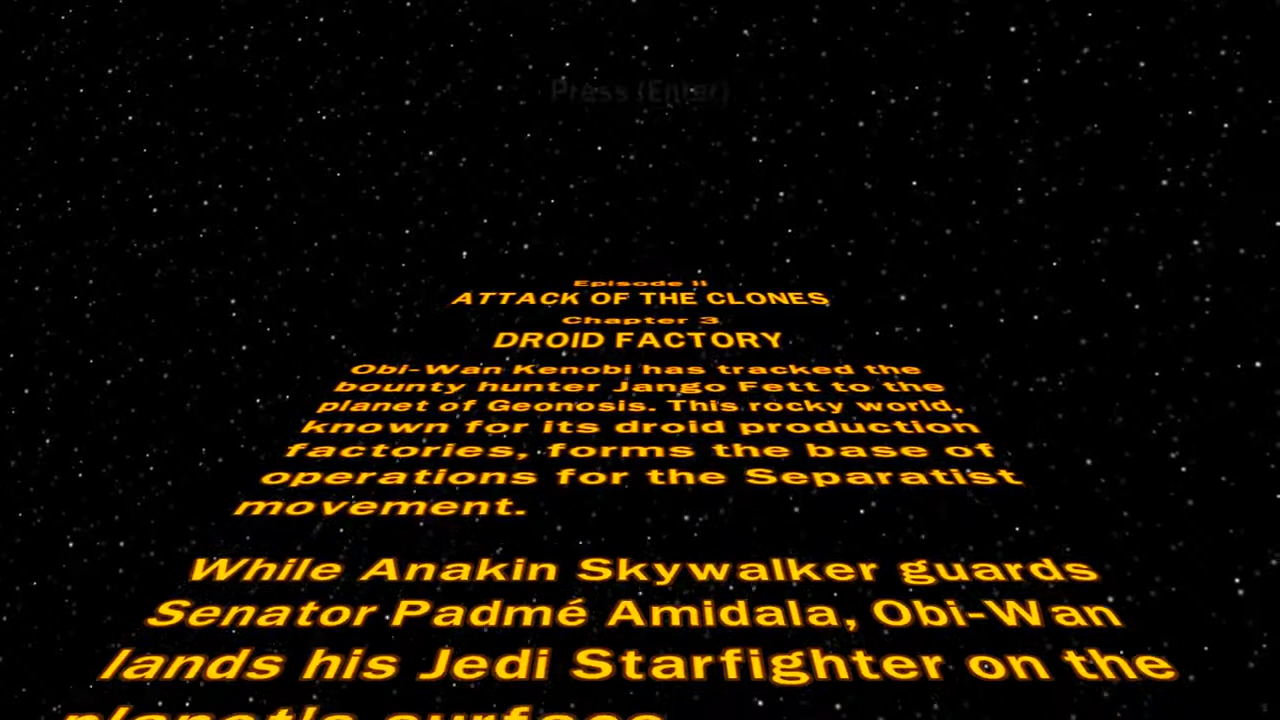 Press (Enter)
Episode II
ATTACK OF THE CLONES
Chapter 3
DROID FACTORY
Obi-Wan Kenobi has tracked the
bounty hunter Jango Fett to the
planet of Geonosis. This rocky world,
known for its droid production
factories, forms the base of
operations for the Separatist
movement.
While Anakin Skywalker guards
Senator Padmé Amidala, Obi-Wan
lands his Jedi Starfighter on the
planet's surface